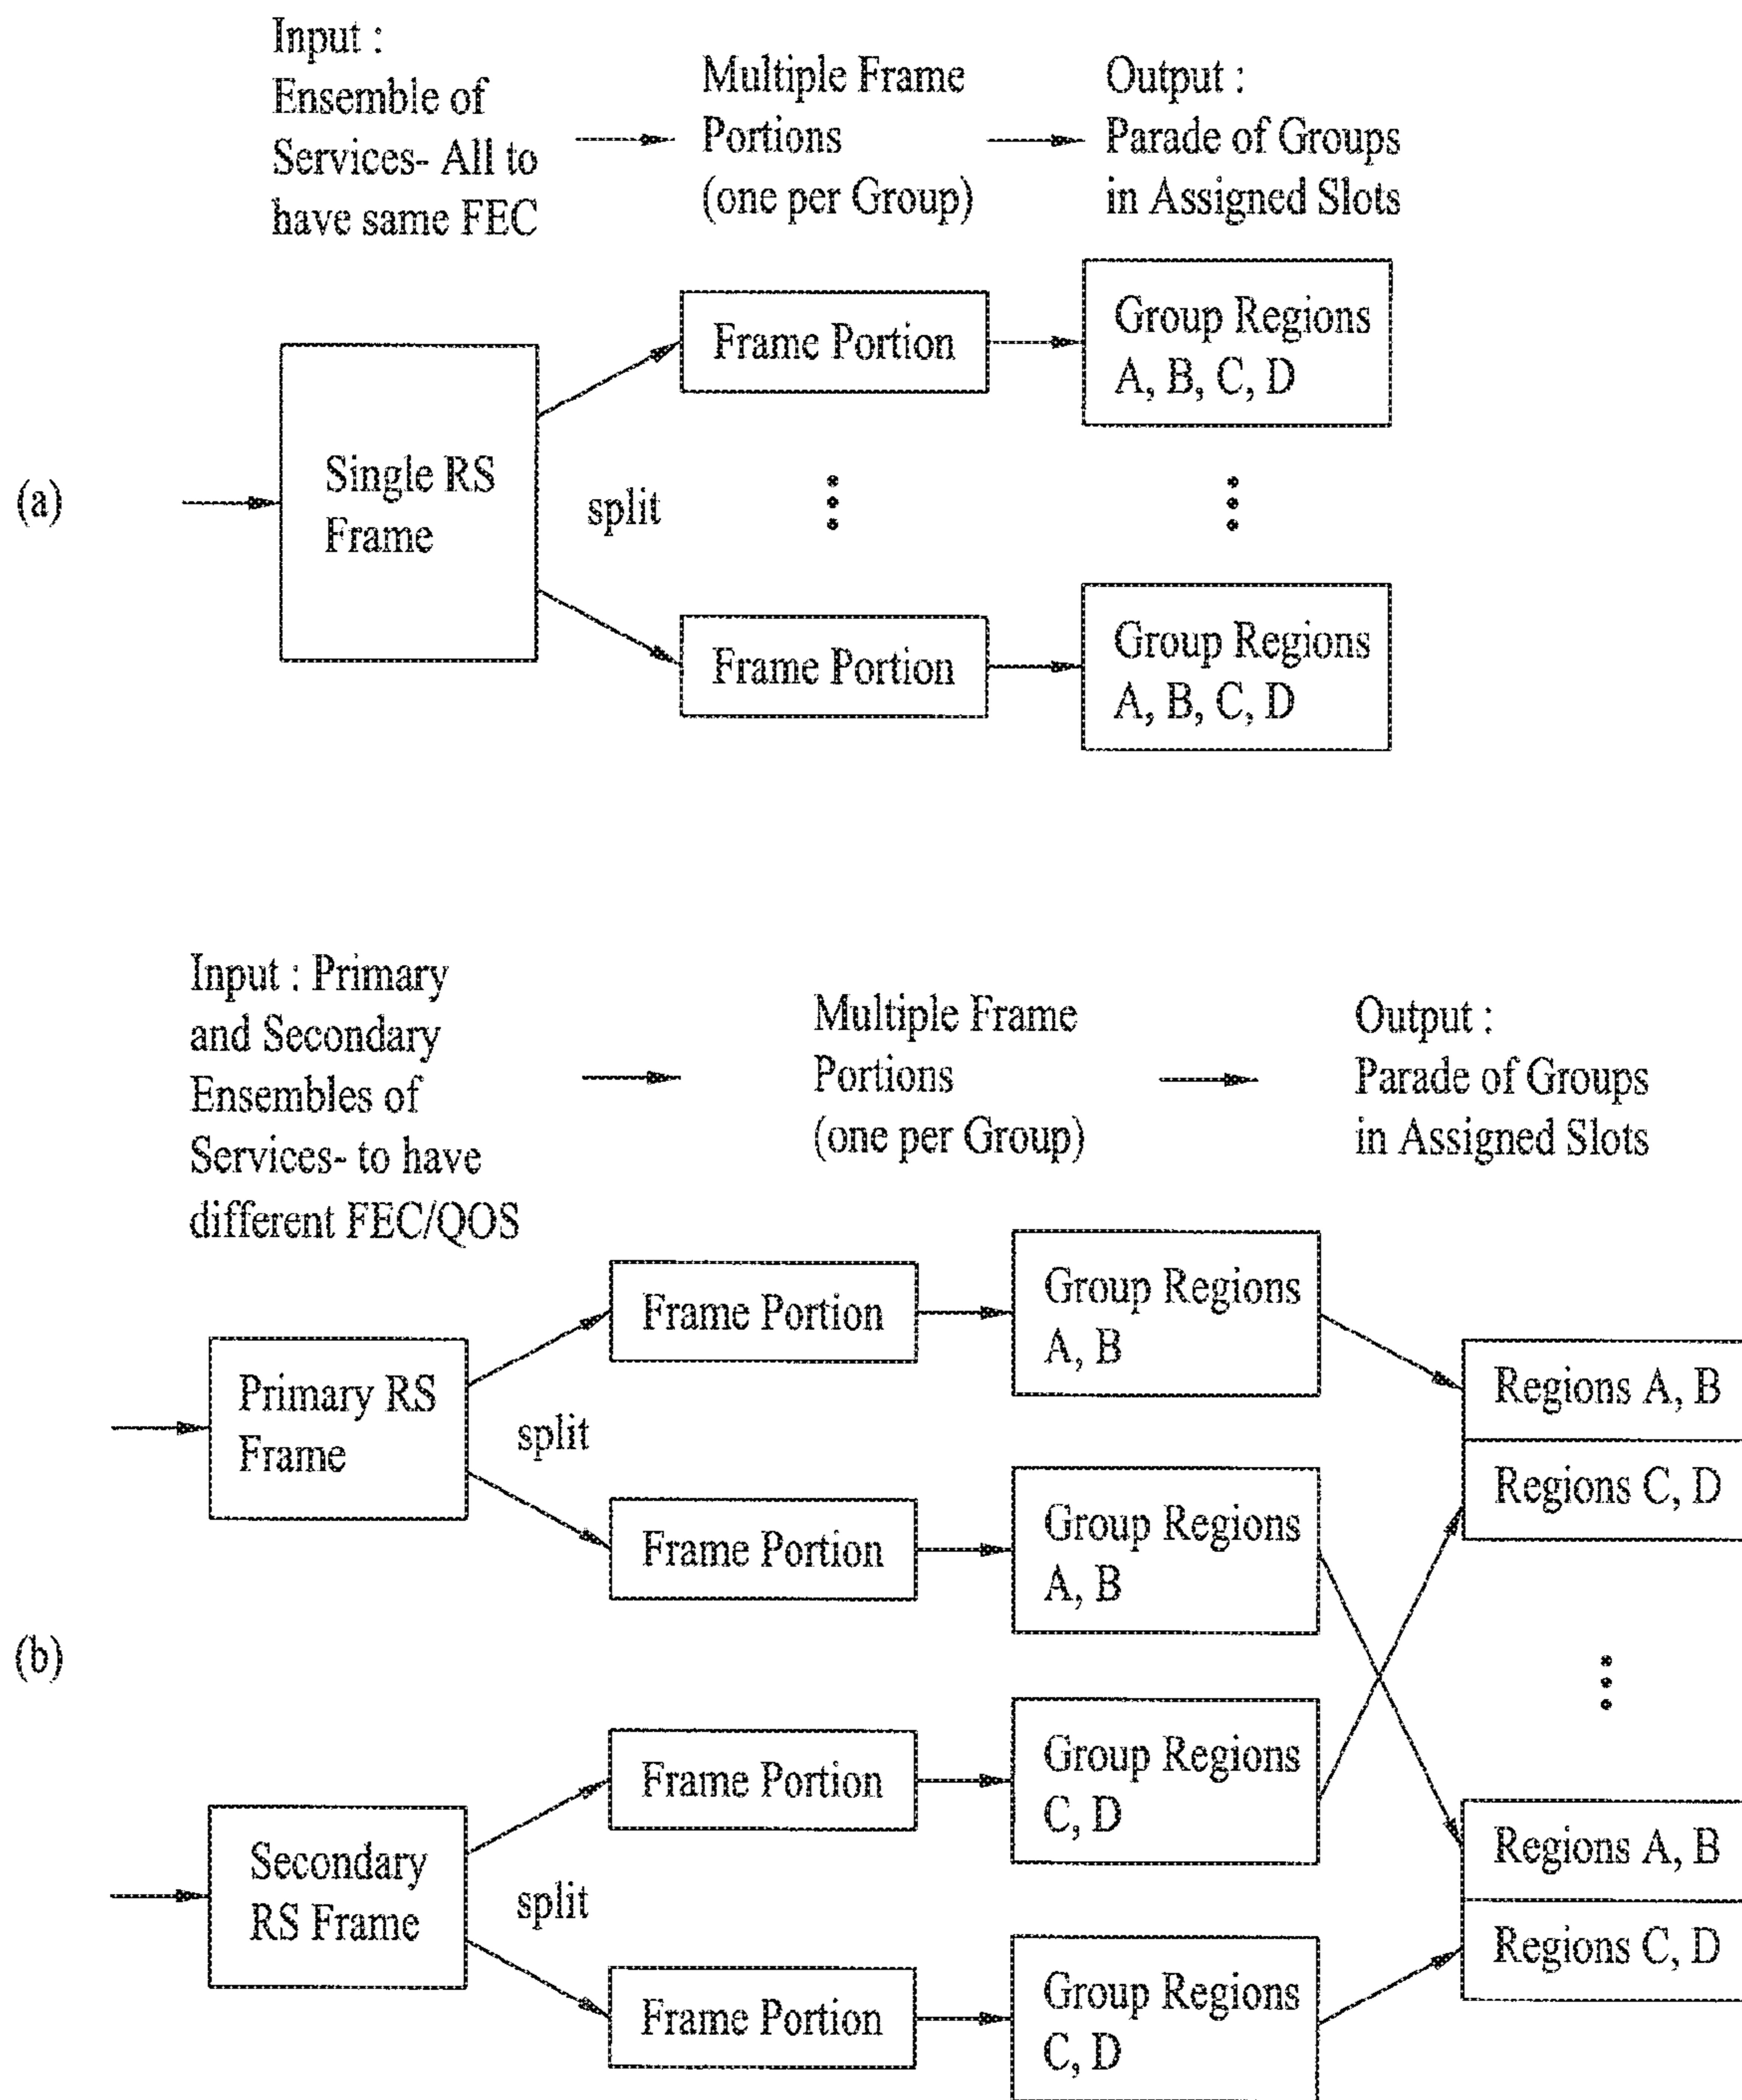 Input :
Ensemble of
Services- All to
have same FEC
Multiple Frame
Portions
(one per Group)
Output :
Parade of Groups
in Assigned Slots
(a)
Single RS
Frame
split
Frame Portion
Group Regions
A, B, C, D
Frame Portion
Group Regions
A, B, C, D
Input : Primary
and Secondary
Ensembles of
Services- to have
different FEC/QOS
Multiple Frame
Portions
(one per Group)
Output :
Parade of Groups
in Assigned Slots
(b)
Primary RS
Frame
split
Frame Portion
Group Regions
A, B
Frame Portion
Group Regions
A, B
Secondary
RS Frame
split
Frame Portion
Group Regions
C, D
Frame Portion
Group Regions
C, D
Regions A, B
Regions C, D
Regions A, B
Regions C, D